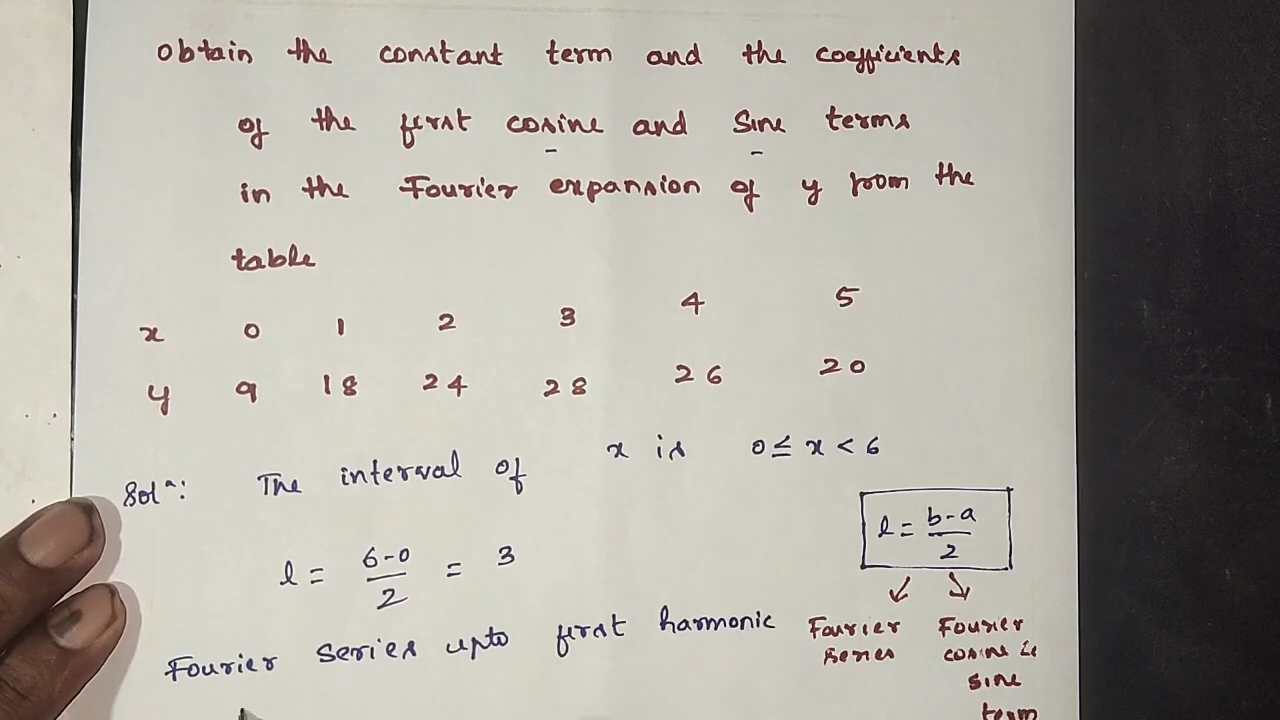 obtain the constant term and the coefficients
of the first cosine and Sine terms
in the Fourier expansion of y from the
table
x 0 1 2 3 4 5
y 9 18 24 28 26 20
Solⁿ: The interval of x is 0 ≤ x < 6
l = 6-0 / 2 = 3
l = b-a / 2
Fourier series upto first harmonic
Fourier series
Fourier cosine &
sine
term